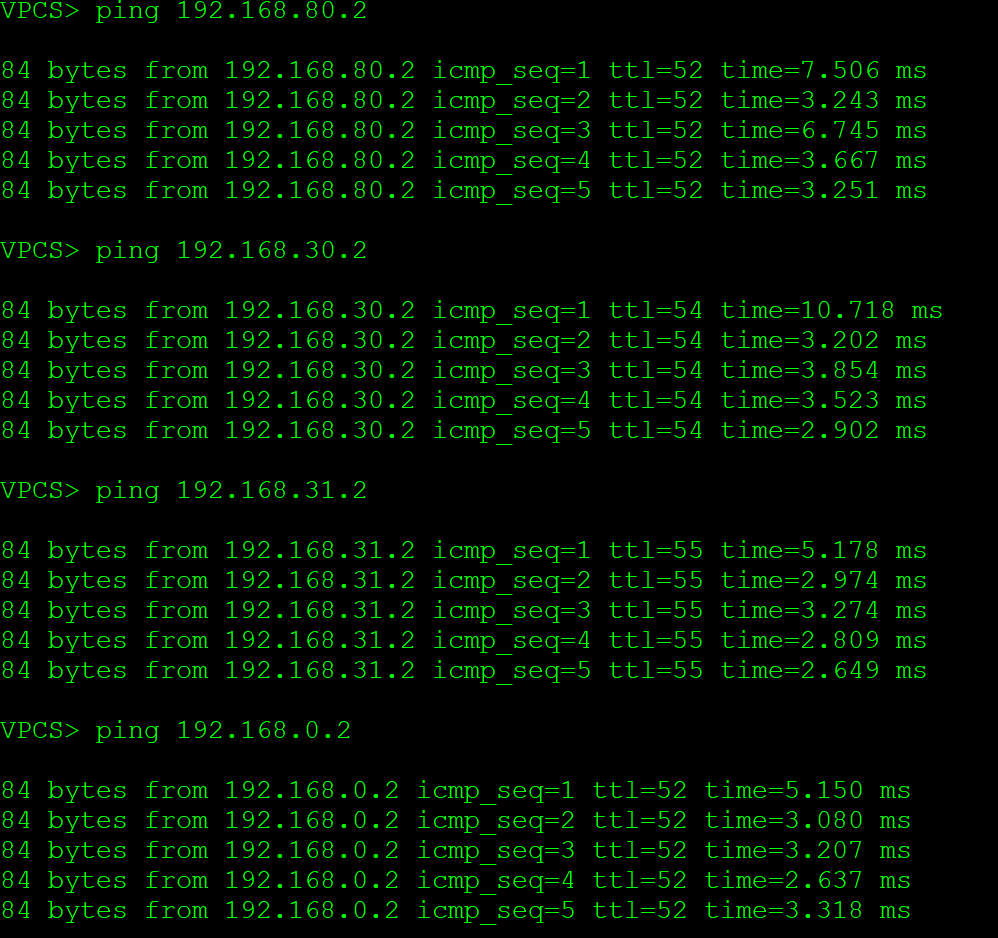 VPCS> ping 192.168.80.2
84 bytes from 192.168.80.2 icmp_seq=1 ttl=52 time=7.506 ms
84 bytes from 192.168.80.2 icmp_seq=2 ttl=52 time=3.243 ms
84 bytes from 192.168.80.2 icmp_seq=3 ttl=52 time=6.745 ms
84 bytes from 192.168.80.2 icmp_seq=4 ttl=52 time=3.667 ms
84 bytes from 192.168.80.2 icmp_seq=5 ttl=52 time=3.251 ms
VPCS> ping 192.168.30.2
84 bytes from 192.168.30.2 icmp_seq=1 ttl=54 time=10.718 ms
84 bytes from 192.168.30.2 icmp_seq=2 ttl=54 time=3.202 ms
84 bytes from 192.168.30.2 icmp_seq=3 ttl=54 time=3.854 ms
84 bytes from 192.168.30.2 icmp_seq=4 ttl=54 time=3.523 ms
84 bytes from 192.168.30.2 icmp_seq=5 ttl=54 time=2.902 ms
VPCS> ping 192.168.31.2
84 bytes from 192.168.31.2 icmp_seq=1 ttl=55 time=5.178 ms
84 bytes from 192.168.31.2 icmp_seq=2 ttl=55 time=2.974 ms
84 bytes from 192.168.31.2 icmp_seq=3 ttl=55 time=3.274 ms
84 bytes from 192.168.31.2 icmp_seq=4 ttl=55 time=2.809 ms
84 bytes from 192.168.31.2 icmp_seq=5 ttl=55 time=2.649 ms
VPCS> ping 192.168.0.2
84 bytes from 192.168.0.2 icmp_seq=1 ttl=52 time=5.150 ms
84 bytes from 192.168.0.2 icmp_seq=2 ttl=52 time=3.080 ms
84 bytes from 192.168.0.2 icmp_seq=3 ttl=52 time=3.207 ms
84 bytes from 192.168.0.2 icmp_seq=4 ttl=52 time=2.637 ms
84 bytes from 192.168.0.2 icmp_seq=5 ttl=52 time=3.318 ms